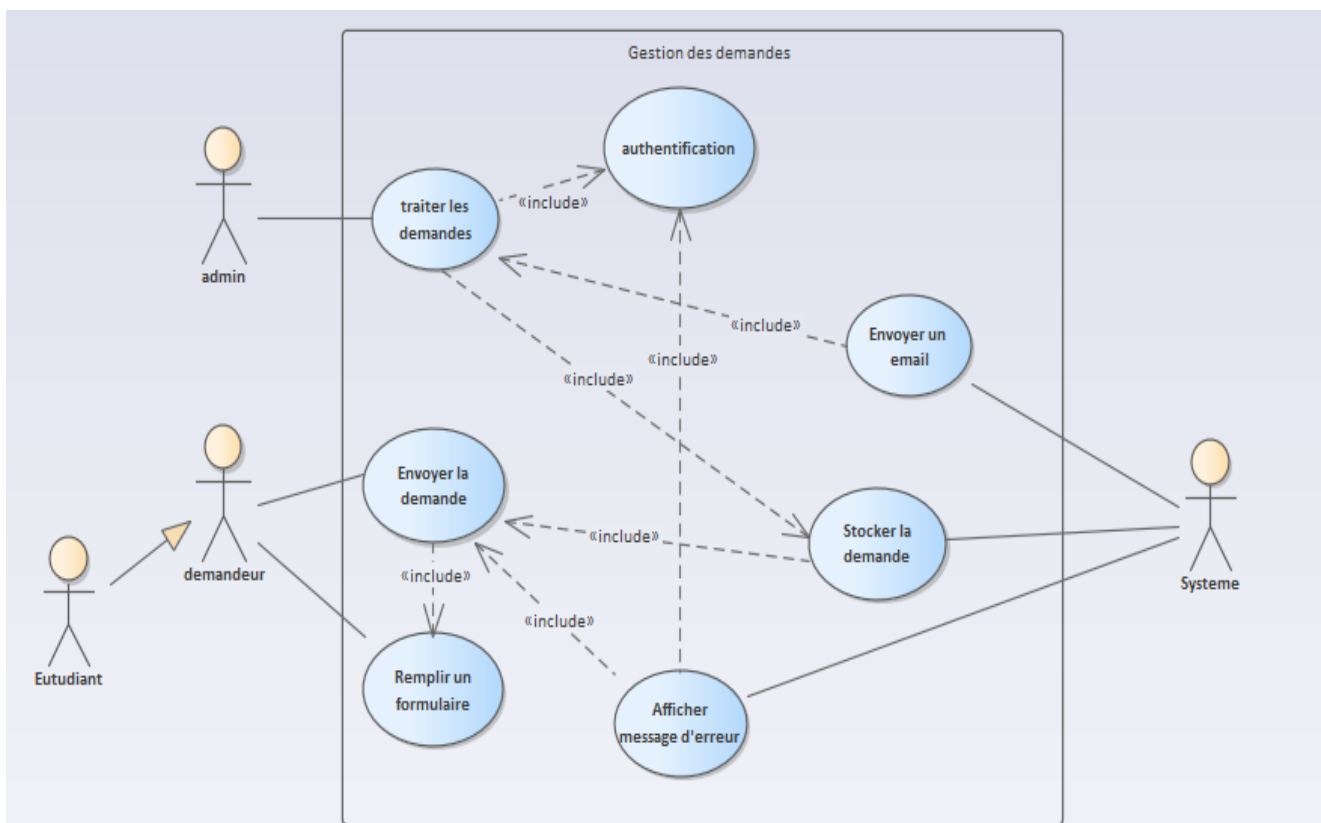 Gestion des demandes
authentification
traiter les
demandes
«include»
admin
«include»
Envoyer un
email
«include»
«include»
Envoyer la
demande
Stocker la
demande
«include»
demandeur
«include»
Systeme
«include»
Eutudiant
Remplir un
formulaire
Afficher
message d'erreur